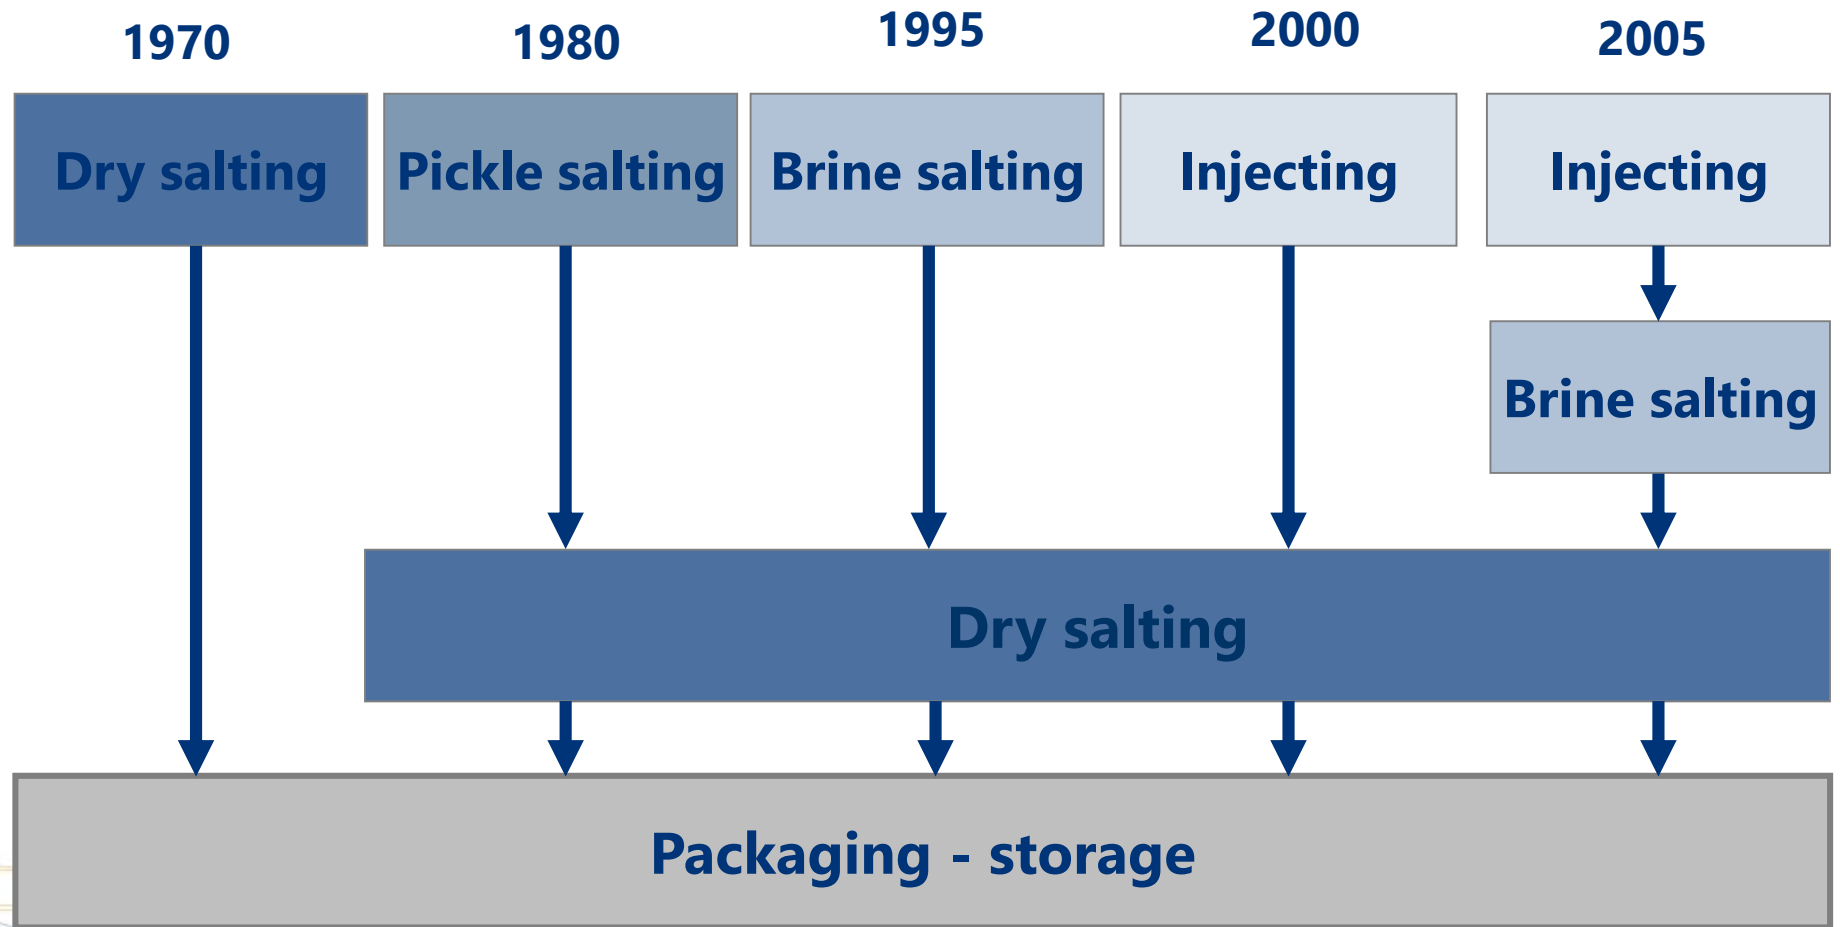 1970
1980
1995
2000
2005
Dry salting
Pickle salting
Brine salting
Injecting
Injecting
Brine salting
Dry salting
Packaging - storage